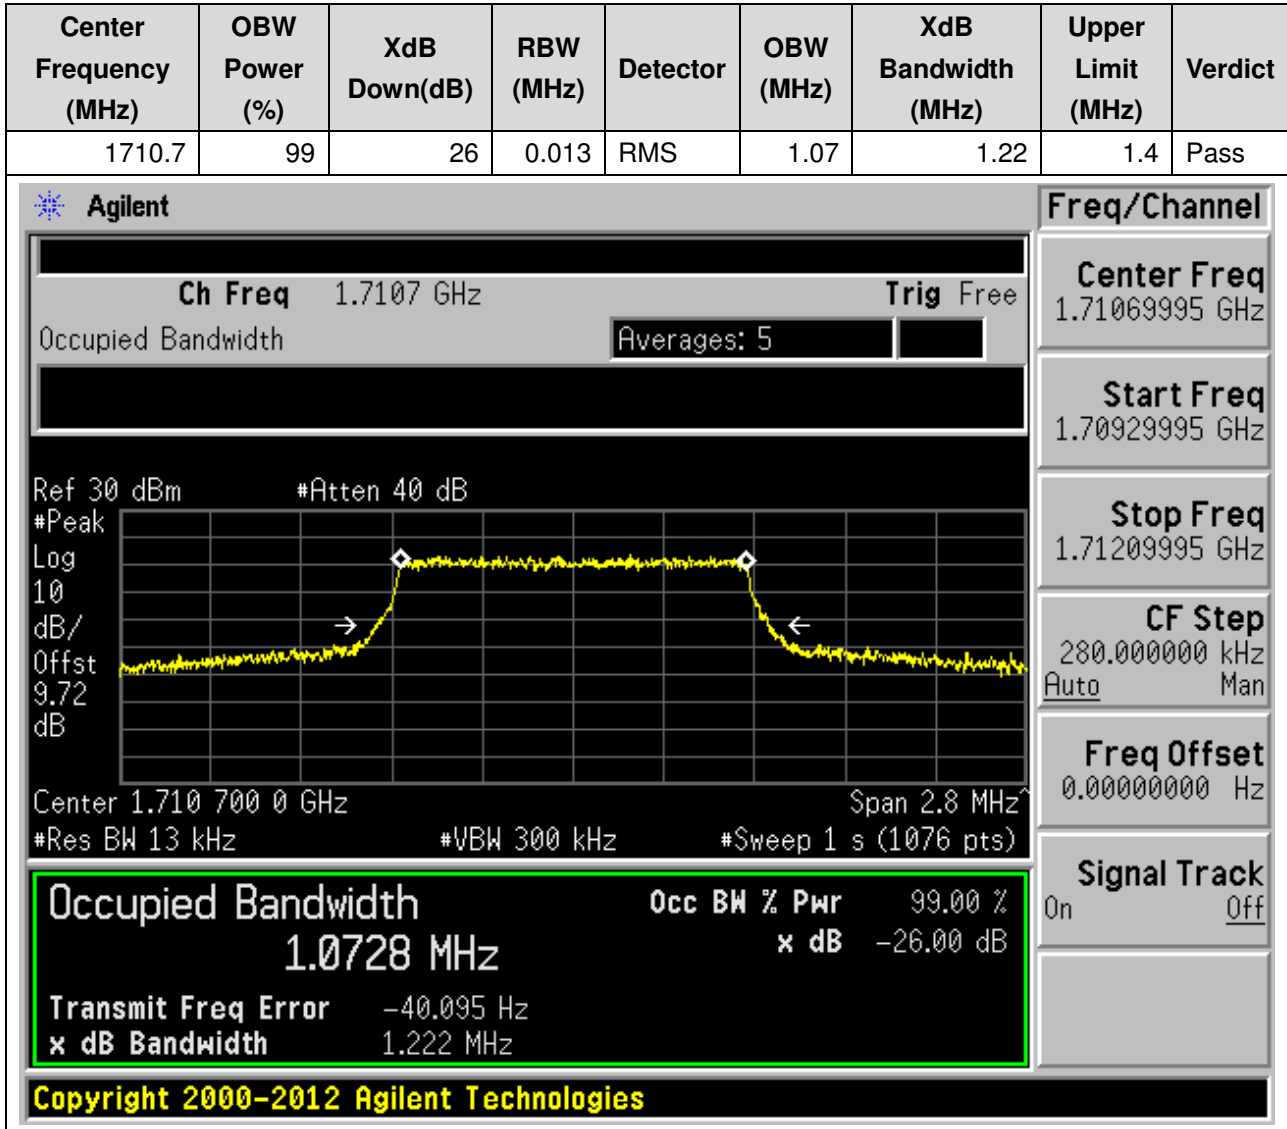 Center Frequency (MHz) OBW Power (%) XdB Down(dB) RBW (MHz) Detector OBW (MHz) XdB Bandwidth (MHz) Upper Limit (MHz) Verdict
1710.7 99 26 0.013 RMS 1.07 1.22 1.4 Pass
Agilent
Freq/Channel
Ch Freq 1.7107 GHz Trig Free
Occupied Bandwidth Averages: 5
Center Freq
1.71069995 GHz
Start Freq
1.70929995 GHz
Stop Freq
1.71209995 GHz
CF Step
280.000000 kHz
Auto Man
Freq Offset
0.00000000 Hz
Signal Track
On Off
Ref 30 dBm #Atten 40 dB
#Peak
Log
10
dB/
Offst
9.72
dB
Center 1.710 700 0 GHz Span 2.8 MHz^
#Res BW 13 kHz #VBW 300 kHz #Sweep 1 s (1076 pts)
Occupied Bandwidth Occ BW % Pwr 99.00 %
1.0728 MHz x dB -26.00 dB
Transmit Freq Error -40.095 Hz
x dB Bandwidth 1.222 MHz
Copyright 2000-2012 Agilent Technologies